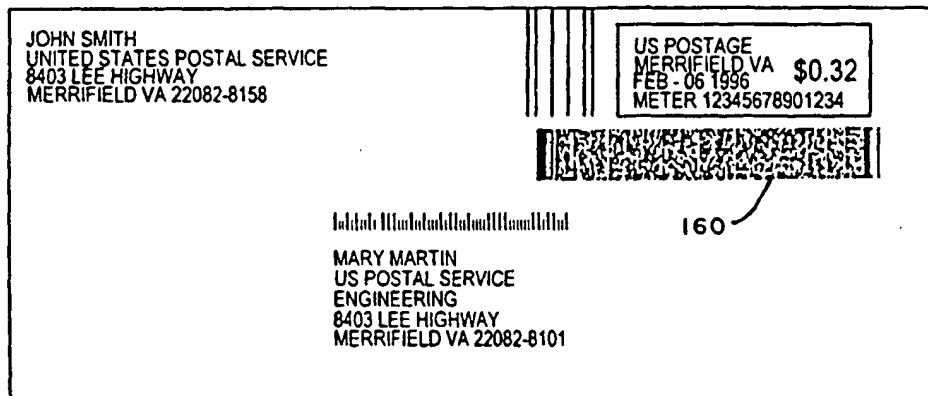 JOHN SMITH
UNITED STATES POSTAL SERVICE
8403 LEE HIGHWAY
MERRIFIELD VA 22082-8158
US POSTAGE
MERRIFIELD VA
FEB - 06 1996 $0.32
METER 12345678901234
160
MARY MARTIN
US POSTAL SERVICE
ENGINEERING
8403 LEE HIGHWAY
MERRIFIELD VA 22082-8101